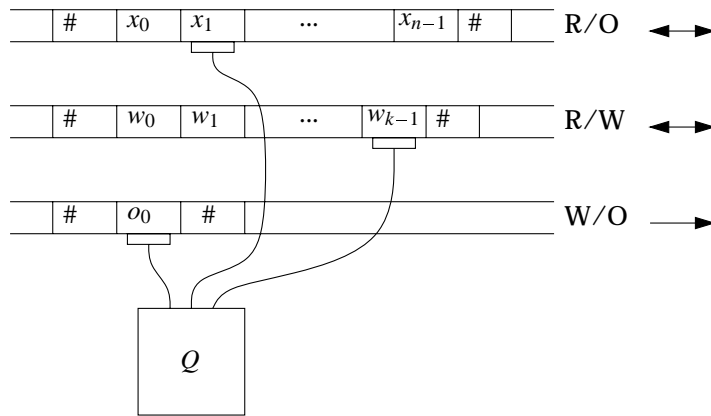 # x₀ x₁ ... xₙ₋₁ # R/O
# w₀ w₁ ... wₖ₋₁ # R/W
# o₀ # W/O
Q